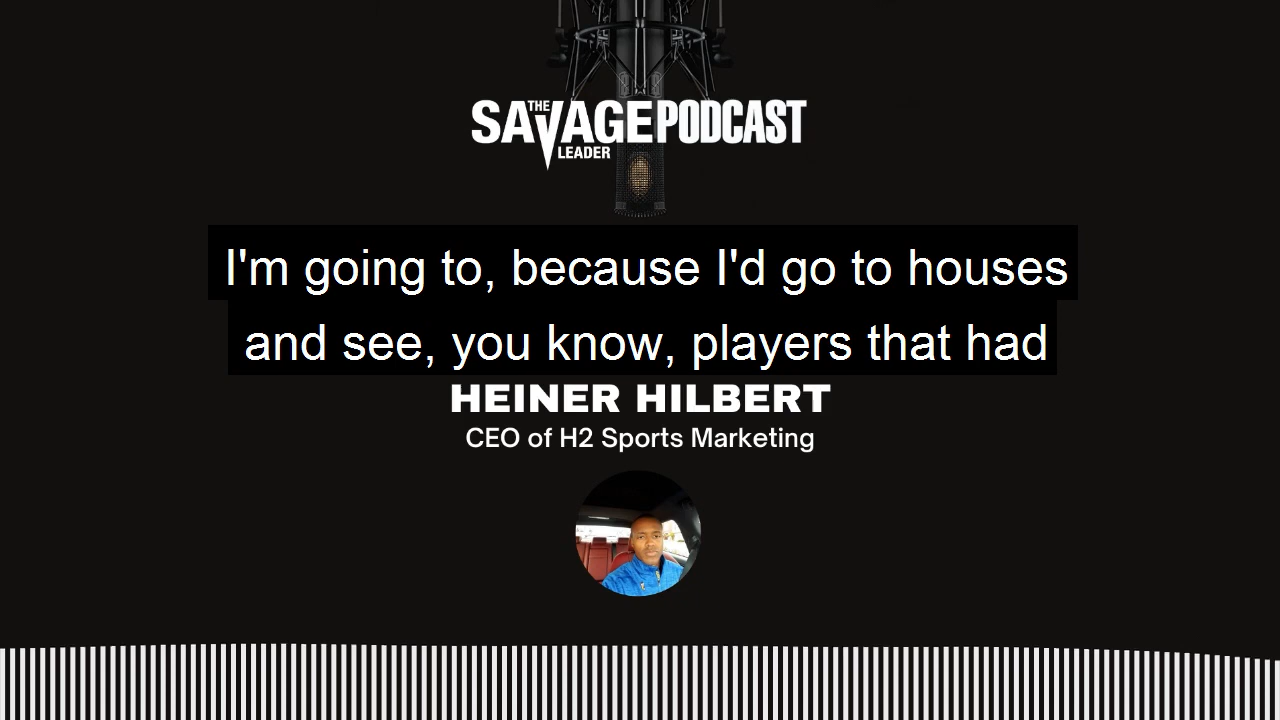 THE SAVAGE LEADER PODCAST
I'm going to, because I'd go to houses
and see, you know, players that had
HEINER HILBERT
CEO of H2 Sports Marketing